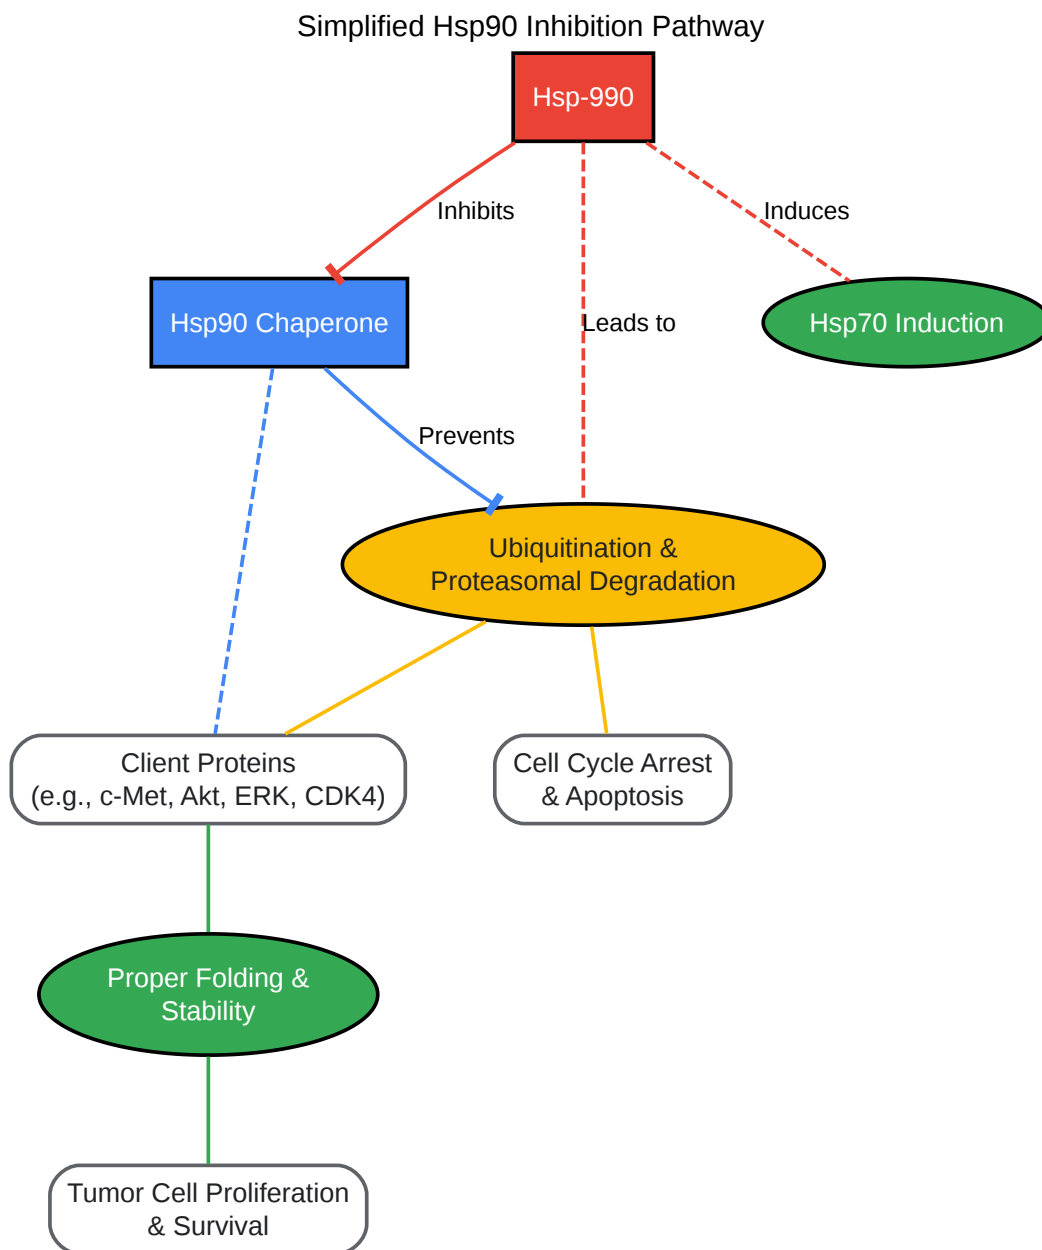 Simplified Hsp90 Inhibition Pathway
Hsp-990
Inhibits
Induces
Hsp90 Chaperone
Leads to
Hsp70 Induction
Prevents
Ubiquitination &
Proteasomal Degradation
Client Proteins
(e.g., c-Met, Akt, ERK, CDK4)
Cell Cycle Arrest
& Apoptosis
Proper Folding &
Stability
Tumor Cell Proliferation
& Survival